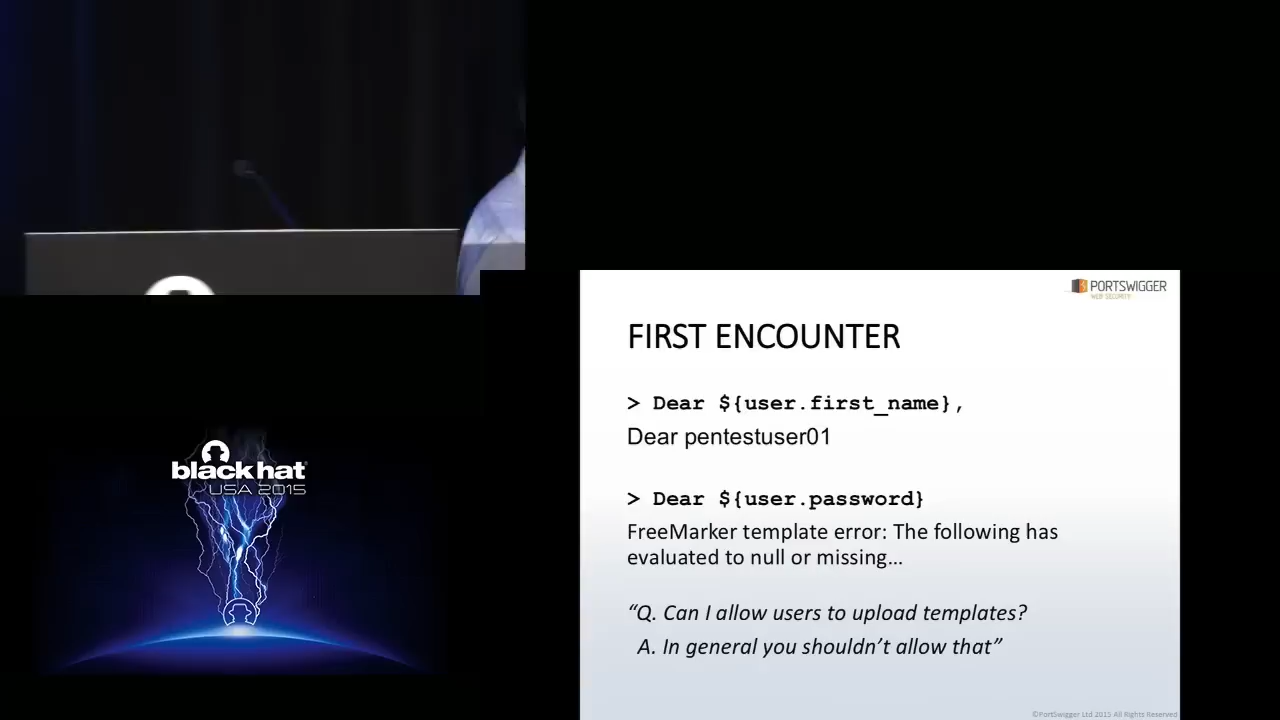 PORTSWIGGER
WEB SECURITY
FIRST ENCOUNTER
> Dear ${user.first_name},
Dear pentestuser01
> Dear ${user.password}
FreeMarker template error: The following has
evaluated to null or missing…
“Q. Can I allow users to upload templates?
A. In general you shouldn’t allow that”
©PortSwigger Ltd 2015 All Rights Reserved
black hat
USA 2015